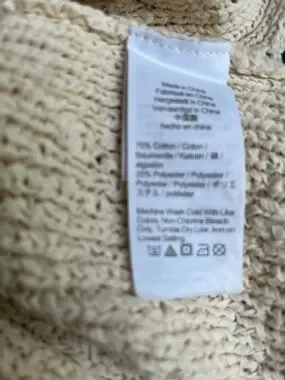 Made in China
Fabriqué en Chine
Hergestellt in China
Vervaardigd in China
中国製
hecho en china
Cotton / Coton /
Baumwolle / Katoen / 綿 /
algodón
25% Polyester / Polyester /
Polyester / Polyester / ポリエ
ステル / poliéster
Machine Wash Cold With Like
Colors, Non-Chlorine Bleach
Only, Tumble Dry Low, Iron on
Lowest Setting